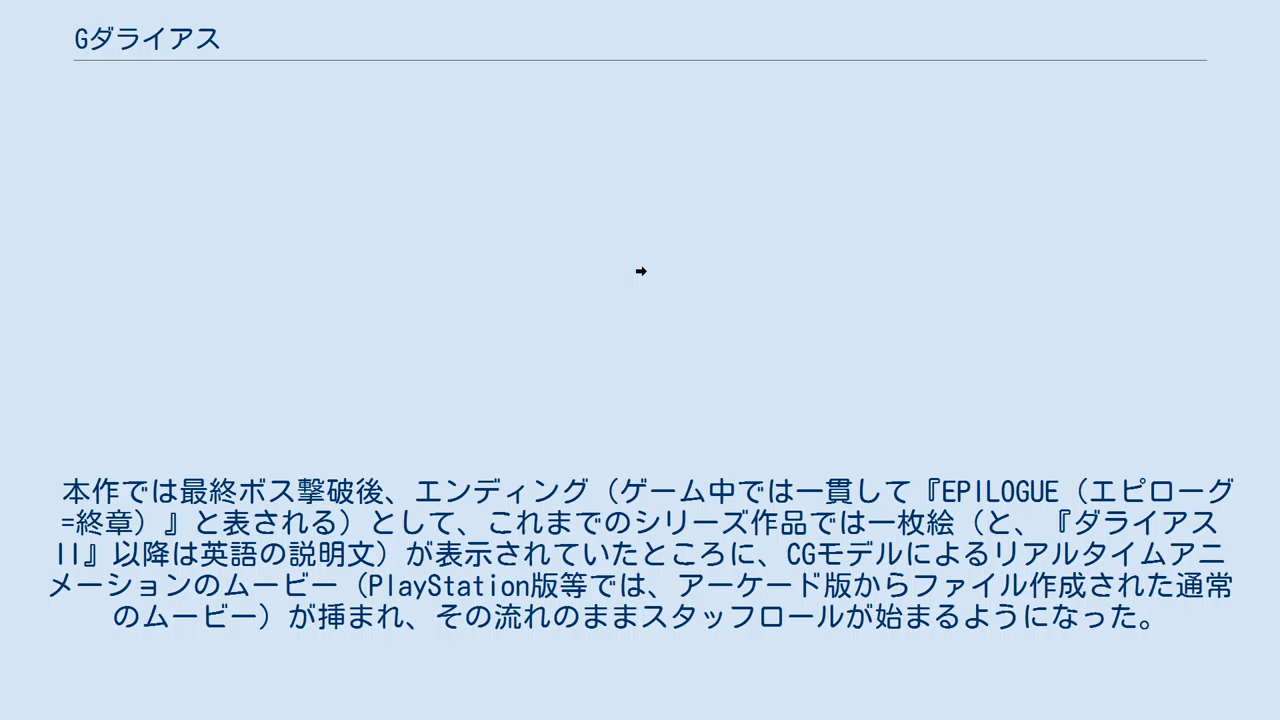 Gダライアス
本作では最終ボス撃破後、エンディング（ゲーム中では一貫して『EPILOGUE（エピローグ
=終章）』と表される）として、これまでのシリーズ作品では一枚絵（と、『ダライアス
II』以降は英語の説明文）が表示されていたところに、CGモデルによるリアルタイムアニ
メーションのムービー（PlayStation版等では、アーケード版からファイル作成された通常
のムービー）が挿まれ、その流れのままスタッフロールが始まるようになった。